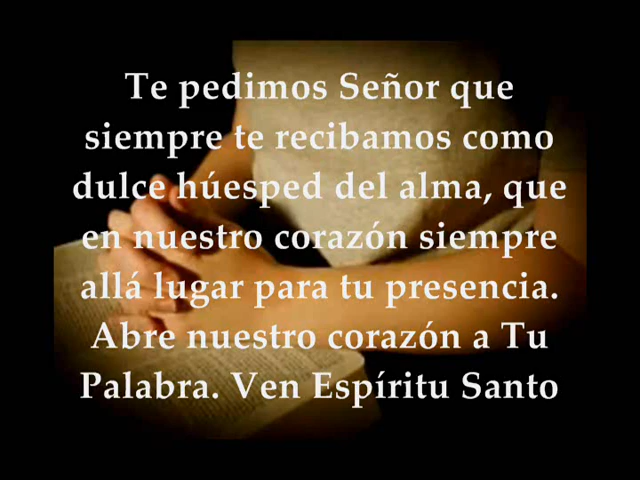 Te pedimos Señor que
siempre te recibamos como
dulce húesped del alma, que
en nuestro corazón siempre
allá lugar para tu presencia.
Abre nuestro corazón a Tu
Palabra. Ven Espíritu Santo